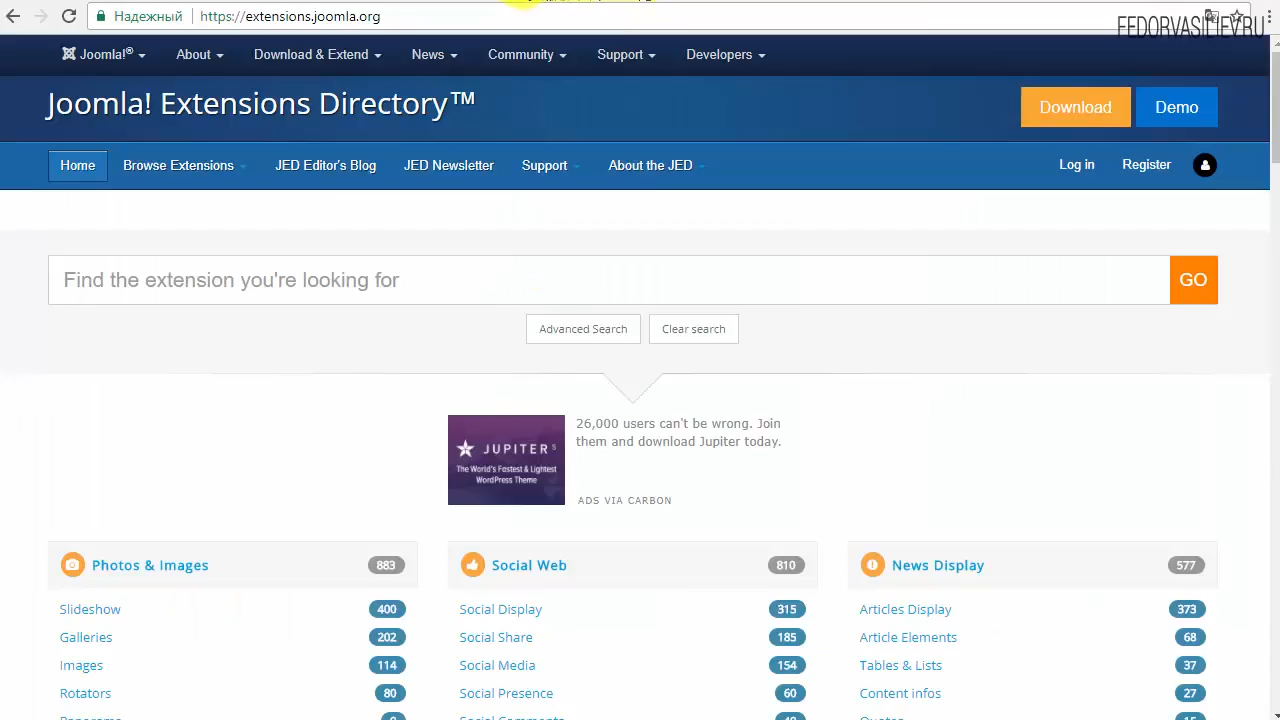 Надежный https://extensions.joomla.org
FEDORVASILIEV.RU
Joomla!® About Download & Extend News Community Support Developers
Joomla! Extensions Directory™
Download Demo
Home Browse Extensions JED Editor's Blog JED Newsletter Support About the JED Log in Register
Find the extension you're looking for GO
Advanced Search Clear search
JUPITER 5
The World's Fastest & Lightest
WordPress Theme
26,000 users can't be wrong. Join
them and download Jupiter today.
ADS VIA CARBON
Photos & Images 883
Slideshow 400
Galleries 202
Images 114
Rotators 80
Social Web 810
Social Display 315
Social Share 185
Social Media 154
Social Presence 60
News Display 577
Articles Display 373
Article Elements 68
Tables & Lists 37
Content infos 27